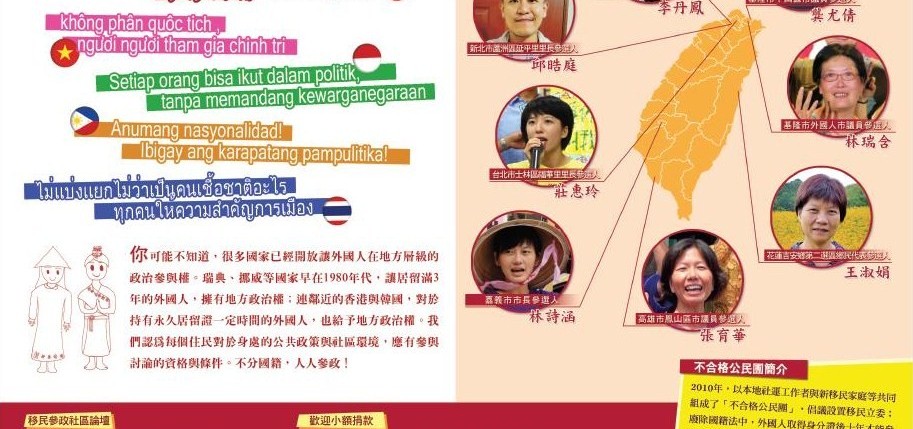 không phân quốc tịch,
người người tham gia chính trị
Setiap orang bisa ikut dalam politik,
tanpa memandang kewarganegaraan
Anumang nasyonalidad!
Ibigay ang karapatang pampulitika!
ไม่แบ่งแยกไม่ว่าเป็นคนเชื้อชาติอะไร
ทุกคนให้ความสำคัญการเมือง
你可能不知道，很多國家已經開放讓外國人在地方層級的
政治參與權。瑞典、挪威等國家早在1980年代，讓居留滿3
年的外國人，擁有地方政治權；連鄰近的香港與韓國，對於
持有永久居留證一定時間的外國人，也給予地方政治權。我
們認為每個住民對於身處的公共政策與社區環境，應有參與
討論的資格與條件。不分國籍，人人參政！
移民參政社區論壇
歡迎小額捐款
李丹鳳
龔尤倩
新北市蘆洲區延平里里長參選人
邱晧庭
基隆市外國人市議員參選人
林瑞含
台北市士林區福華里里長參選人
莊惠玲
花蓮吉安鄉第二選區鄉民代表參選人
王淑娟
嘉義市市長參選人
林詩涵
高雄市鳳山區市議員參選人
張育華
不合格公民團簡介
2010年，以本地社運工作者與新移民家庭等共同
組成了「不合格公民團」，倡議設置移民立委；
廢除國籍法中，外國人取得身分證後十年才能參